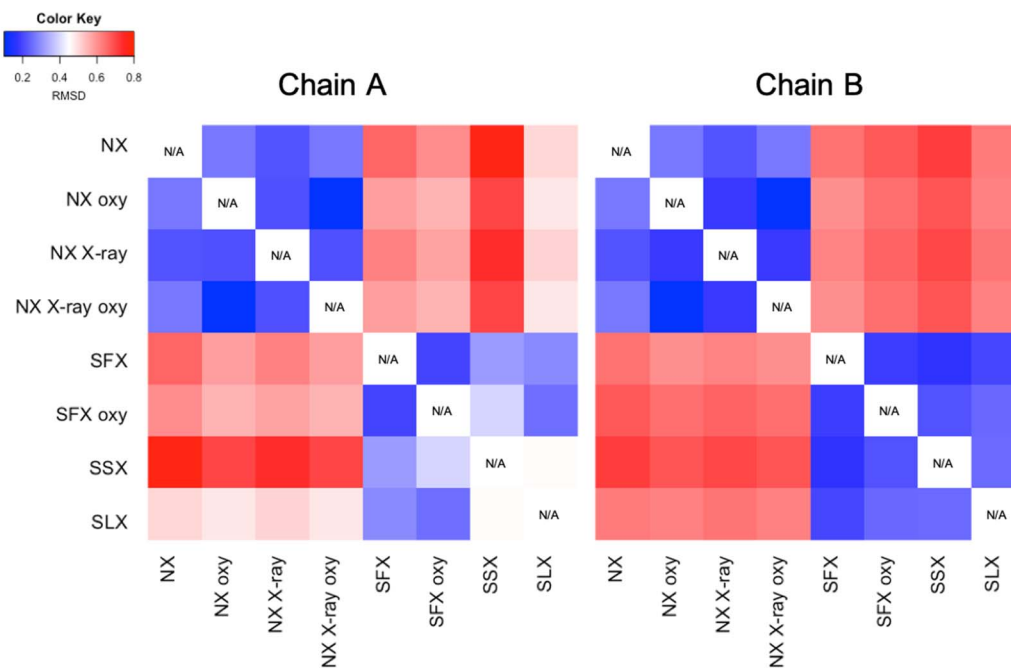 Color Key
0.2 0.4 0.6 0.8
RMSD
Chain A Chain B
NX N/A N/A
NX oxy N/A N/A
NX X-ray N/A N/A
NX X-ray oxy N/A N/A
SFX N/A N/A
SFX oxy N/A N/A
SSX N/A N/A
SLX N/A N/A
NX NX oxy NX X-ray NX X-ray oxy SFX SFX oxy SSX SLX NX NX oxy NX X-ray NX X-ray oxy SFX SFX oxy SSX SLX